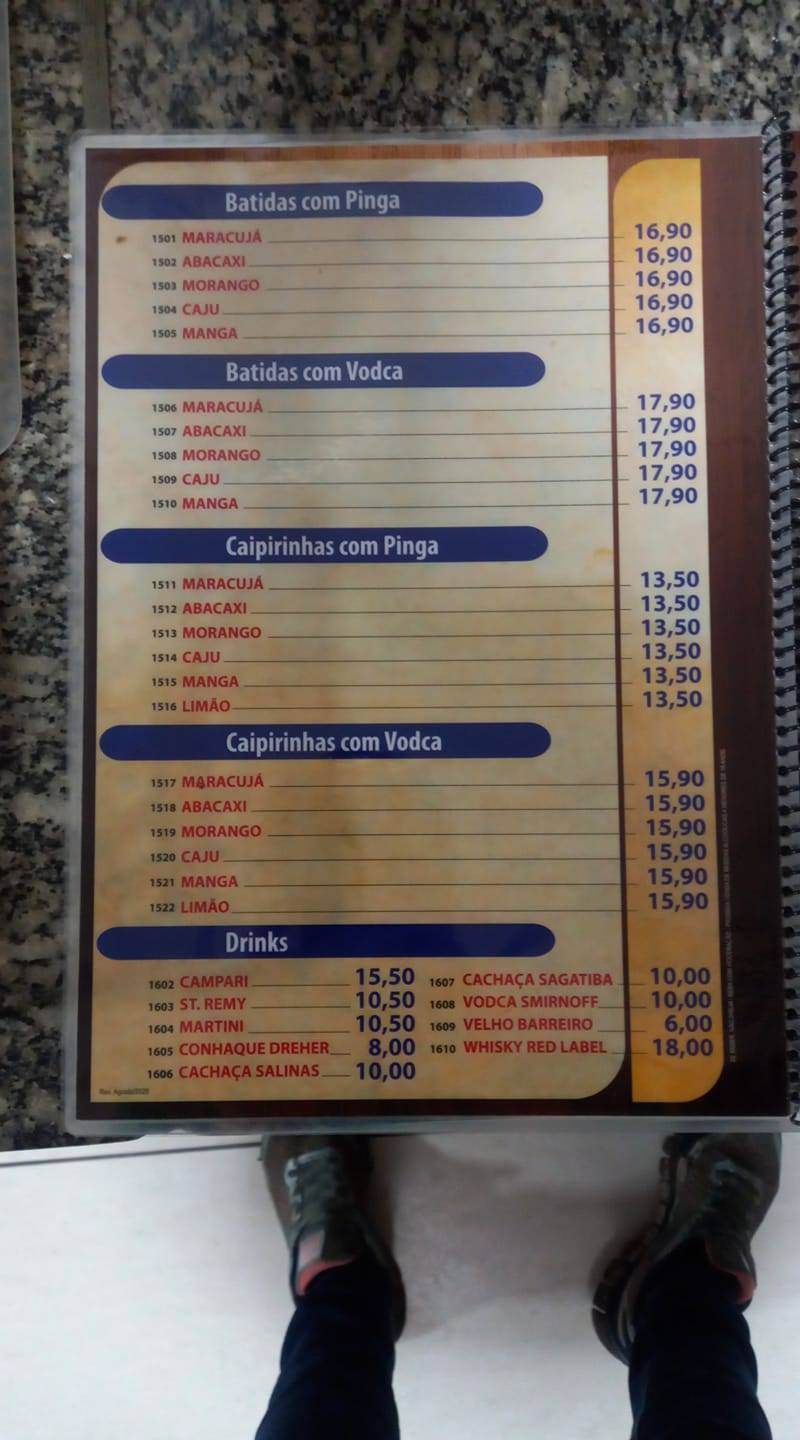 Batidas com Pinga
1501 MARACUJÁ 16,90
1502 ABACAXI 16,90
1503 MORANGO 16,90
1504 CAJU 16,90
1505 MANGA 16,90
Batidas com Vodca
1506 MARACUJÁ 17,90
1507 ABACAXI 17,90
1508 MORANGO 17,90
1509 CAJU 17,90
1510 MANGA 17,90
Caipirinhas com Pinga
1511 MARACUJÁ 13,50
1512 ABACAXI 13,50
1513 MORANGO 13,50
1514 CAJU 13,50
1515 MANGA 13,50
1516 LIMÃO 13,50
Caipirinhas com Vodca
1517 MARACUJÁ 15,90
1518 ABACAXI 15,90
1519 MORANGO 15,90
1520 CAJU 15,90
1521 MANGA 15,90
1522 LIMÃO 15,90
Drinks
1602 CAMPARI 15,50
1603 ST. REMY 10,50
1604 MARTINI 10,50
1605 CONHAQUE DREHER 8,00
1606 CACHAÇA SALINAS 10,00
1607 CACHAÇA SAGATIBA 10,00
1608 VODCA SMIRNOFF 10,00
1609 VELHO BARREIRO 6,00
1610 WHISKY RED LABEL 18,00